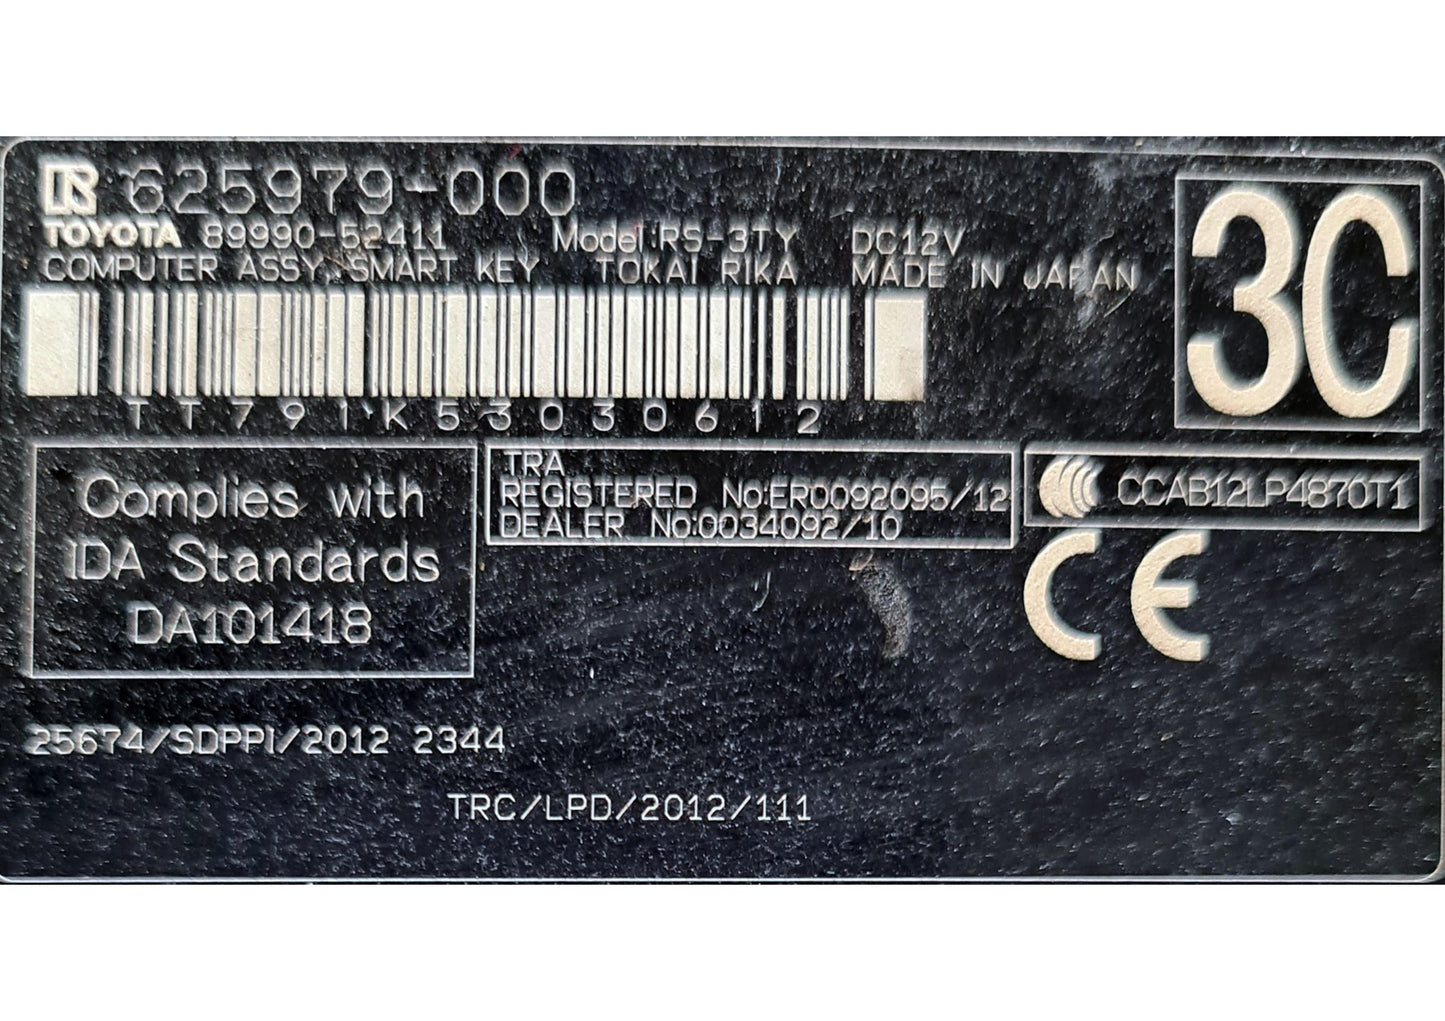 625979-000
TOYOTA 89990-52411 Model:RS-3TY DC12V
COMPUTER ASSY, SMART KEY TOKAI RIKA MADE IN JAPAN
3C
TT791K53030612
Complies with
IDA Standards
DA101418
TRA
REGISTERED No:ER0092095/12
DEALER No:0034092/10
CCAB12LP4870T1
CE
25674/SDPPI/2012 2344
TRC/LPD/2012/111